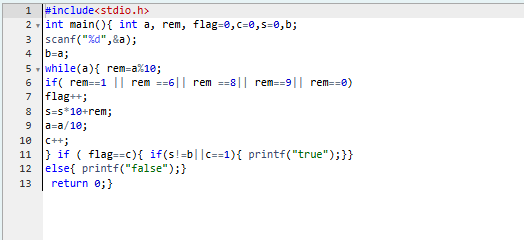 1 #include<stdio.h>
2 int main(){ int a, rem, flag=0,c=0,s=0,b;
3 scanf("%d",&a);
4 b=a;
5 while(a){ rem=a%10;
6 if( rem==1 || rem ==6|| rem ==8|| rem==9|| rem==0)
7 flag++;
8 s=s*10+rem;
9 a=a/10;
10 c++;
11 } if ( flag==c){ if(s!=b||c==1){ printf("true");}}
12 else{ printf("false");}
13 return 0;}